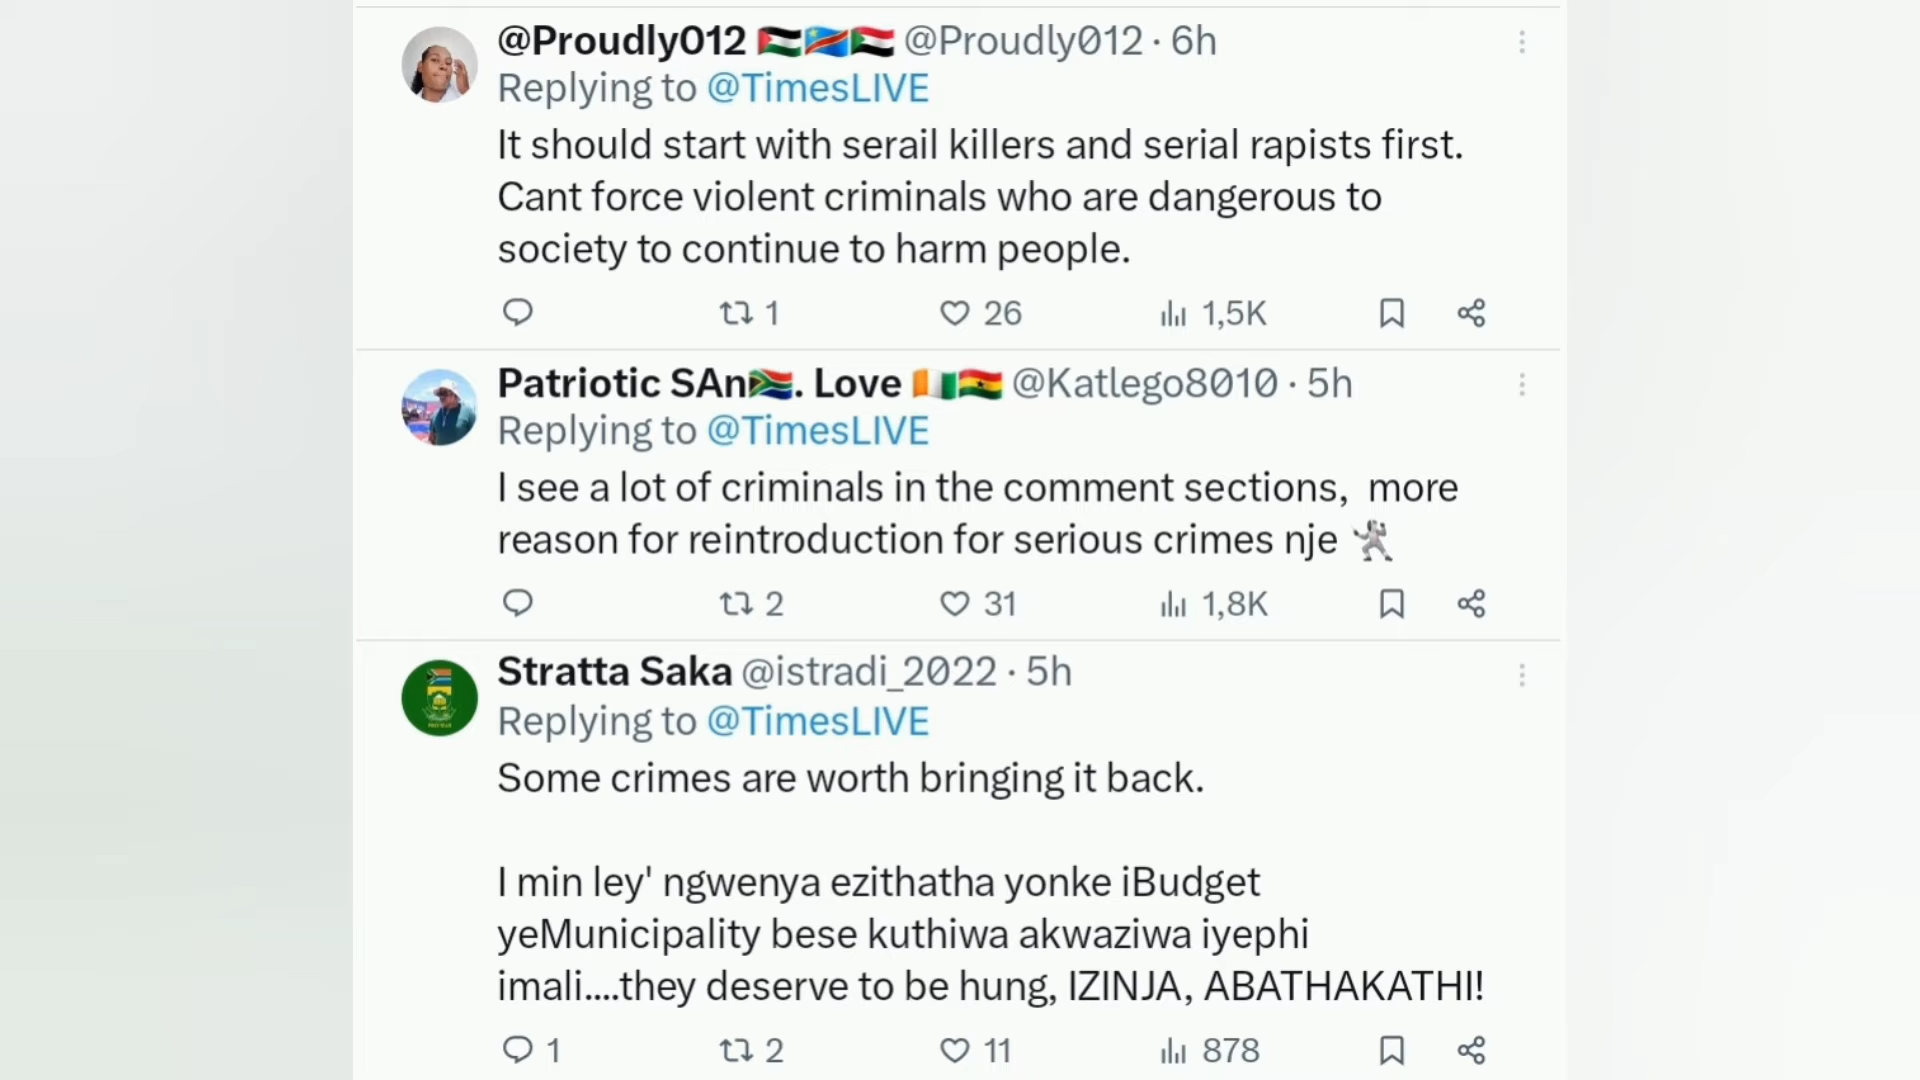 @Proudly012 🇵🇸🇨🇩🇸🇩 @Proudly012 · 6h
Replying to @TimesLIVE
It should start with serail killers and serial rapists first.
Cant force violent criminals who are dangerous to
society to continue to harm people.
1 26 1,5K
Patriotic SAn🇿🇦. Love 🇨🇮🇬🇭 @Katlego8010 · 5h
Replying to @TimesLIVE
I see a lot of criminals in the comment sections, more
reason for reintroduction for serious crimes nje 🤺
2 31 1,8K
Stratta Saka @istradi_2022 · 5h
Replying to @TimesLIVE
Some crimes are worth bringing it back.
I min ley' ngwenya ezithatha yonke iBudget
yeMunicipality bese kuthiwa akwaziwa iyephi
imali....they deserve to be hung, IZINJA, ABATHAKATHI!
1 2 11 878